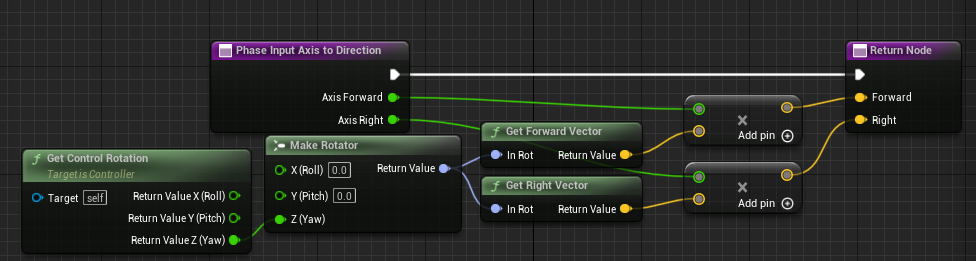 Phase Input Axis to Direction
Return Node
Axis Forward
Forward
Axis Right
Right
Add pin
Get Forward Vector
In Rot
Return Value
Make Rotator
X (Roll) 0.0
Return Value
Y (Pitch) 0.0
Z (Yaw)
Get Control Rotation
Target is Controller
Target self
Return Value X (Roll)
Return Value Y (Pitch)
Return Value Z (Yaw)
Get Right Vector
In Rot
Return Value
Add pin